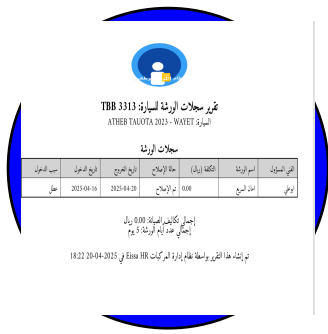 تقرير سجلات الورشة للسيارة: TBB 3313
السيارة: ATHEB TAUOTA 2023 - WAYET
سجلات الورشة
الفني المسؤول اسم الورشة التكلفة (ريال) حالة الإصلاح تاريخ الخروج تاريخ الدخول سبب الدخول
ابوعلي امان السريع 0.00 تم الإصلاح 2025-04-20 2025-04-16 عطل
إجمالي تكاليف الصيانة: 0.00 ريال
إجمالي عدد أيام الورشة: 5 يوم
تم إنشاء هذا التقرير بواسطة نظام إدارة المركبات Eissa HR في 2025-04-20 18:22